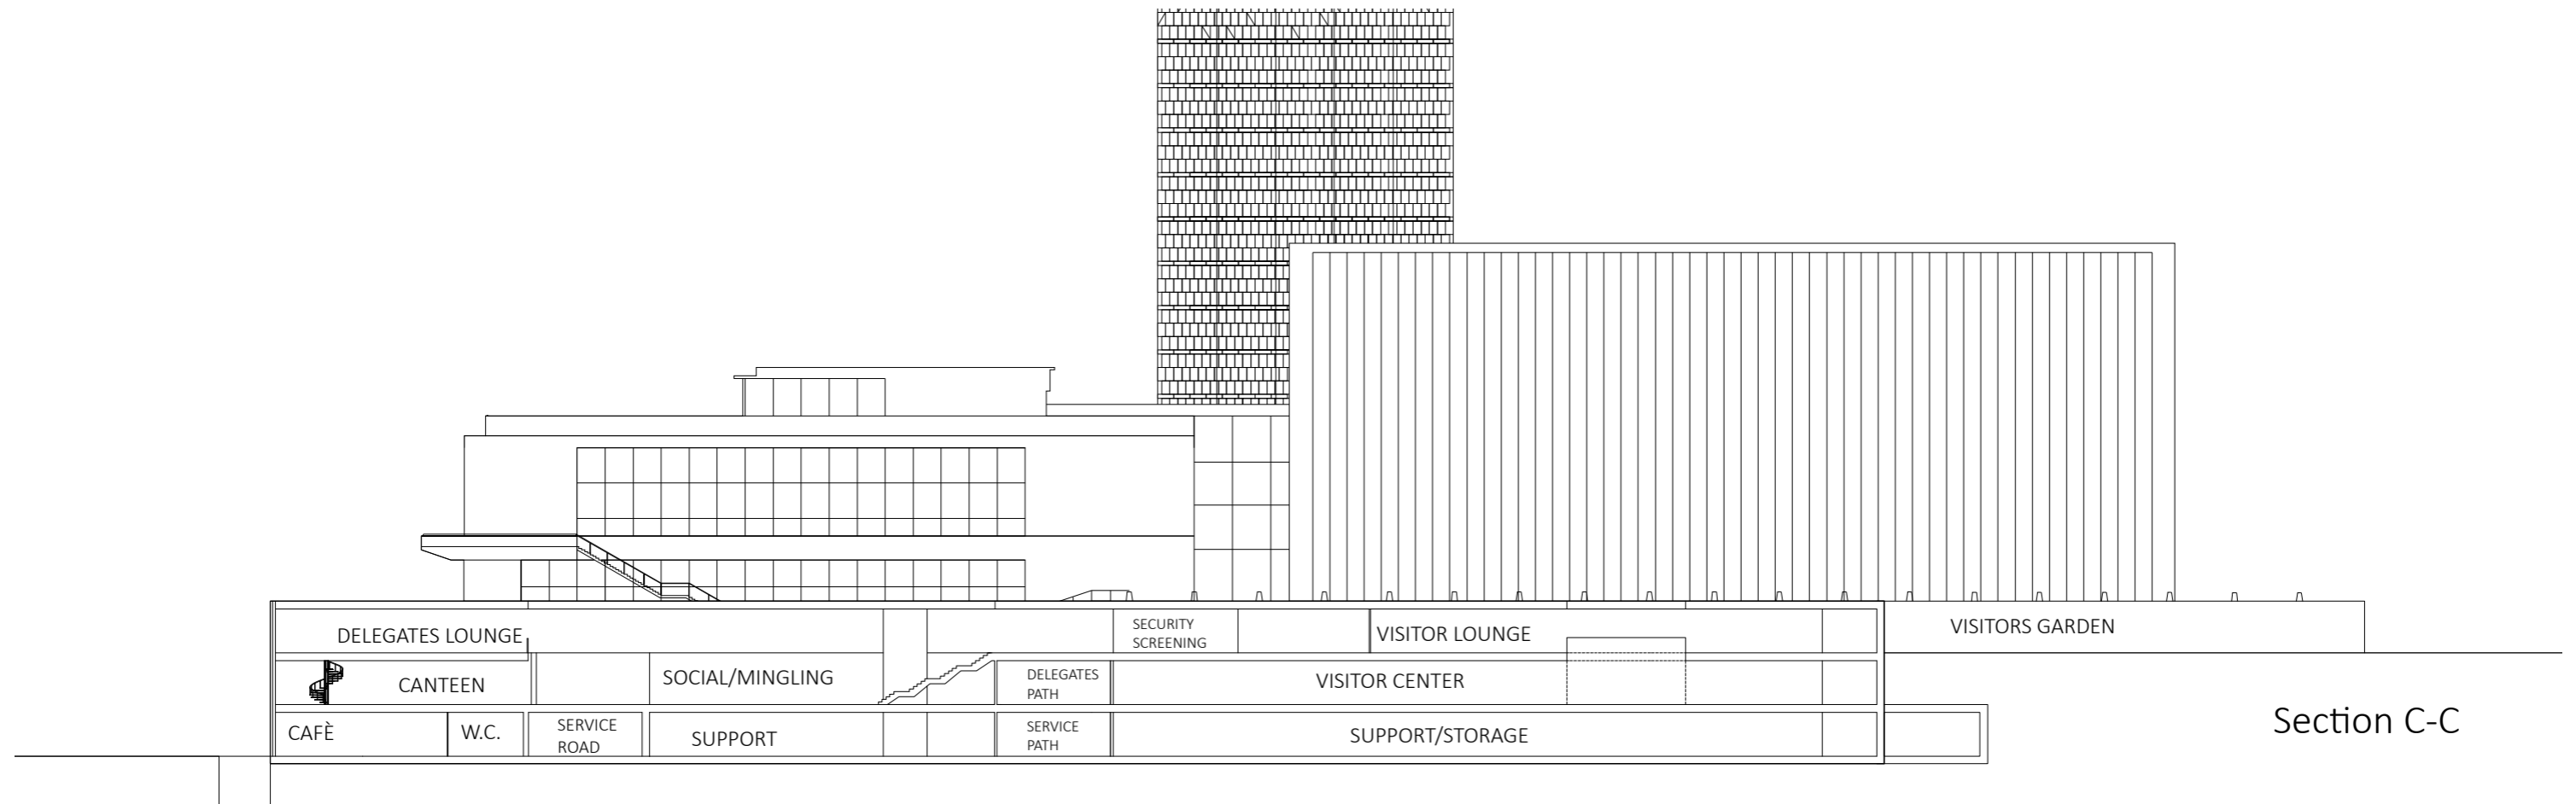 DELEGATES LOUNGE
SECURITY
SCREENING
VISITOR LOUNGE
VISITORS GARDEN
CANTEEN
SOCIAL/MINGLING
DELEGATES
PATH
VISITOR CENTER
CAFÈ
W.C.
SERVICE
ROAD
SUPPORT
SERVICE
PATH
SUPPORT/STORAGE
Section C-C